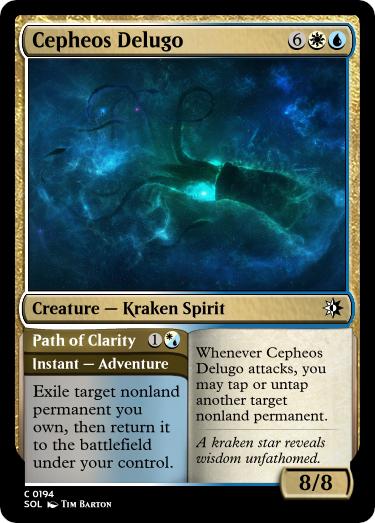 Cepheos Delugo 6
Creature — Kraken Spirit
Path of Clarity 1
Instant — Adventure
Exile target nonland
permanent you
own, then return it
to the battlefield
under your control.
Whenever Cepheos
Delugo attacks, you
may tap or untap
another target
nonland permanent.
A kraken star reveals
wisdom unfathomed.
8/8
C 0194
SOL Tim Barton